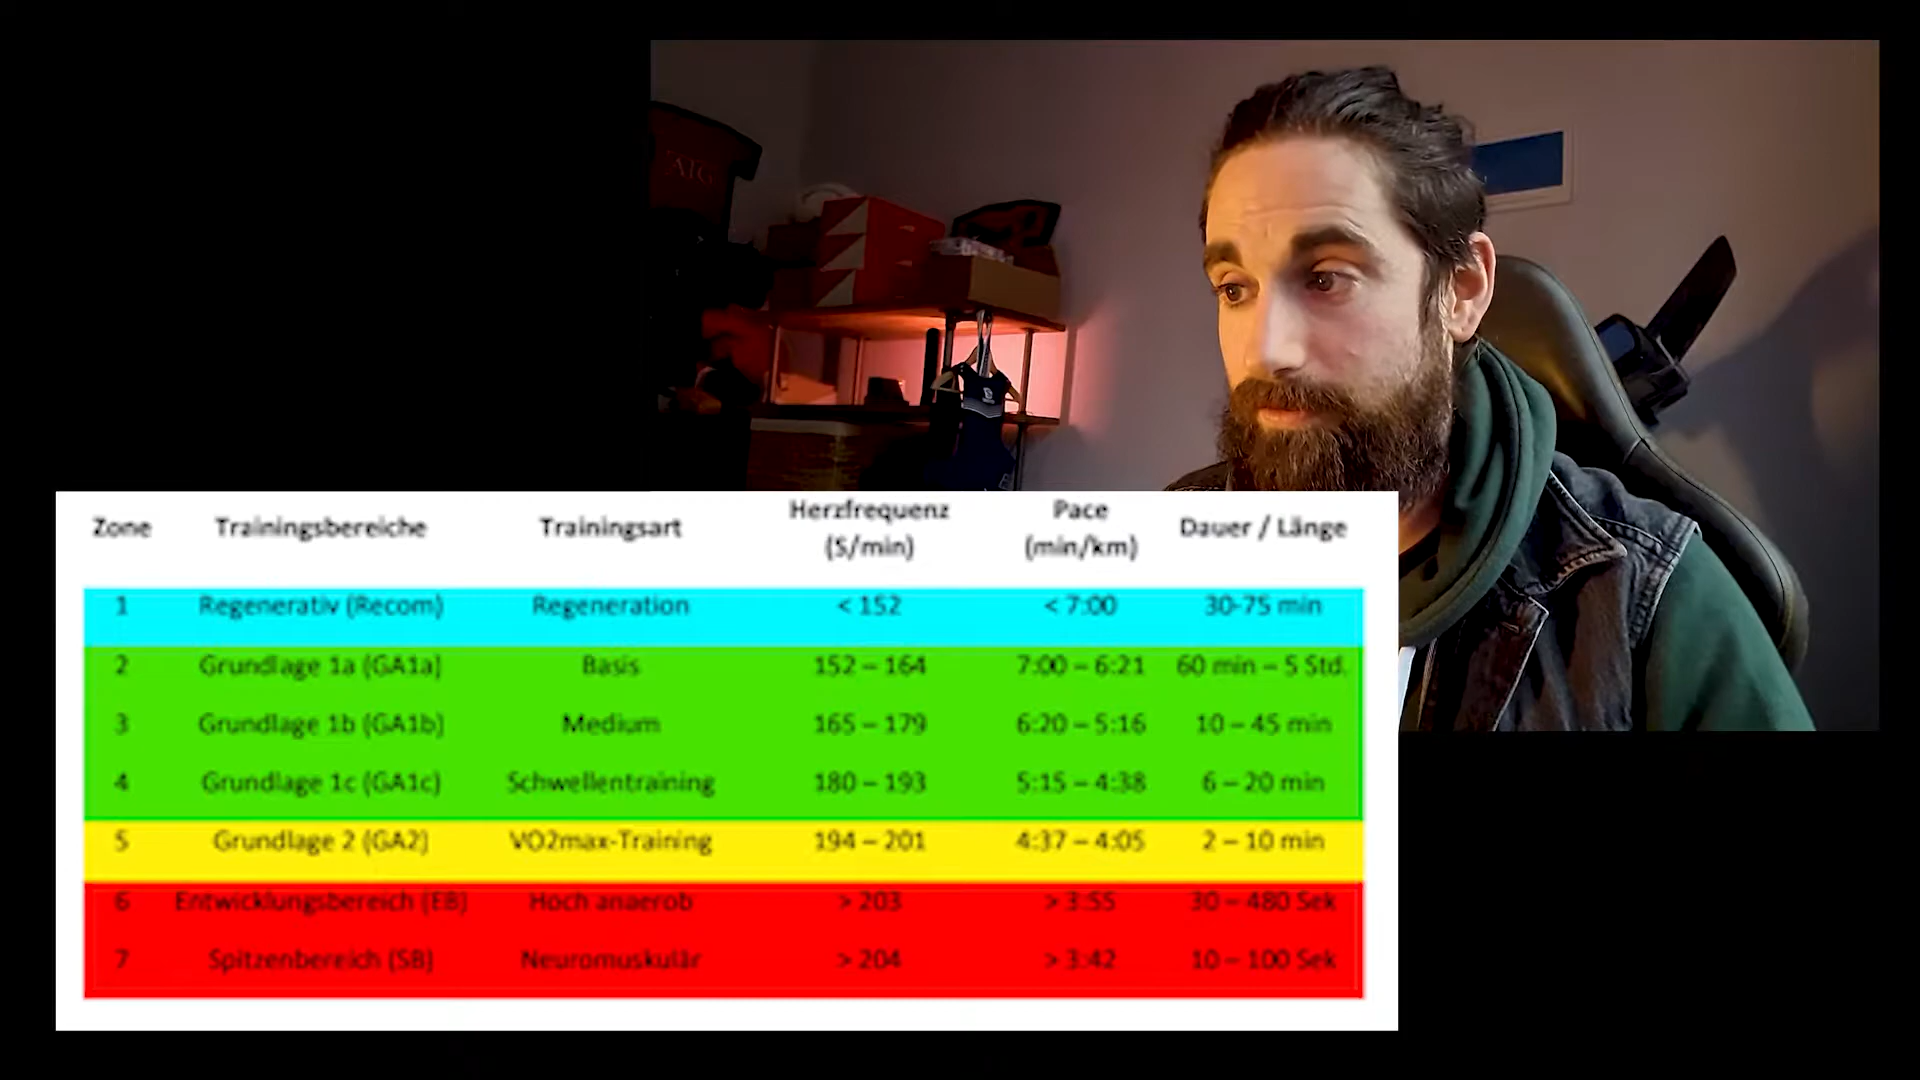 ATG
Zone Trainingsbereiche Trainingsart Herzfrequenz (S/min) Pace (min/km) Dauer / Länge
1 Regenerativ (Recom) Regeneration < 152 < 7:00 30-75 min
2 Grundlage 1a (GA1a) Basis 152 – 164 7:00 – 6:21 60 min – 5 Std.
3 Grundlage 1b (GA1b) Medium 165 – 179 6:20 – 5:16 10 – 45 min
4 Grundlage 1c (GA1c) Schwellentraining 180 – 193 5:15 – 4:38 6 – 20 min
5 Grundlage 2 (GA2) VO2max-Training 194 – 201 4:37 – 4:05 2 – 10 min
6 Entwicklungsbereich (EB) Hoch anaerob > 203 > 3:55 30 – 480 Sek
7 Spitzenbereich (SB) Neuromuskulär > 204 > 3:42 10 – 100 Sek